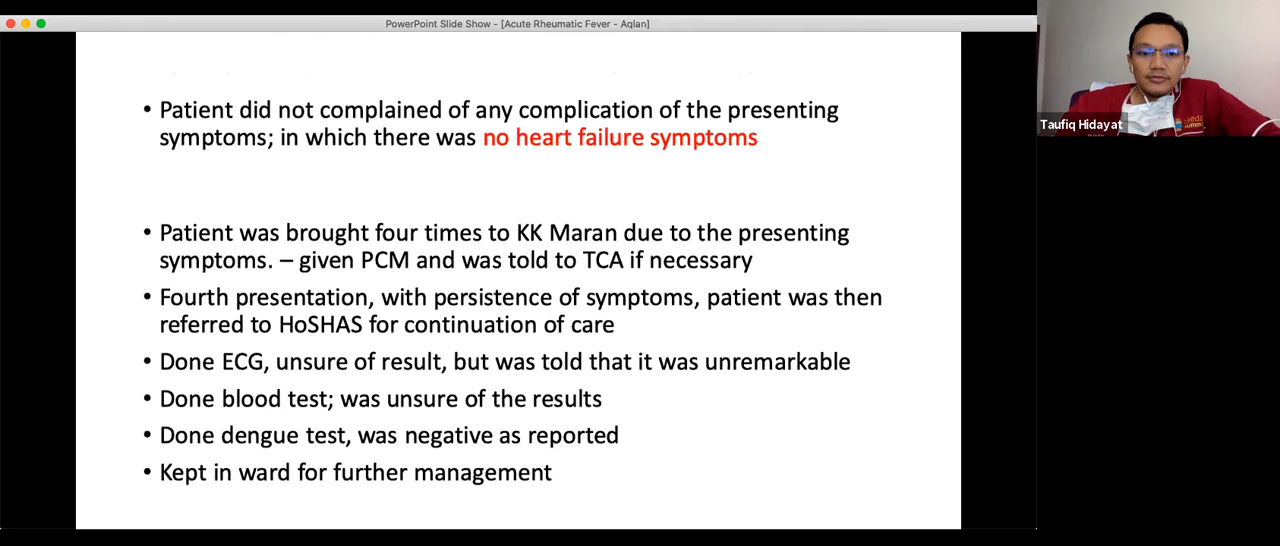 PowerPoint Slide Show - [Acute Rheumatic Fever - Aqlan]
• Patient did not complained of any complication of the presenting
symptoms; in which there was no heart failure symptoms
• Patient was brought four times to KK Maran due to the presenting
symptoms. – given PCM and was told to TCA if necessary
• Fourth presentation, with persistence of symptoms, patient was then
referred to HoSHAS for continuation of care
• Done ECG, unsure of result, but was told that it was unremarkable
• Done blood test; was unsure of the results
• Done dengue test, was negative as reported
• Kept in ward for further management
Taufiq Hidayat